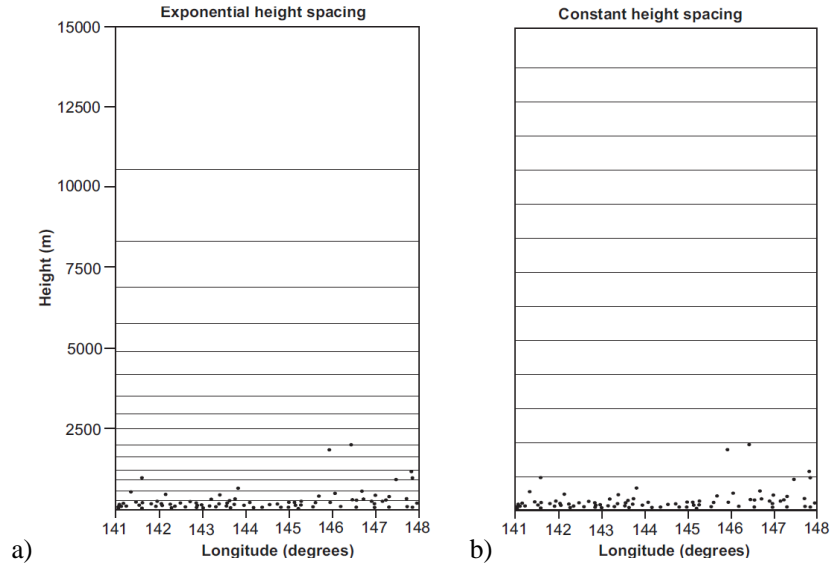 Exponential height spacing
Constant height spacing
15000
12500
10000
7500
5000
2500
Height (m)
141 142 143 144 145 146 147 148
141 142 143 144 145 146 147 148
a) Longitude (degrees)
b) Longitude (degrees)